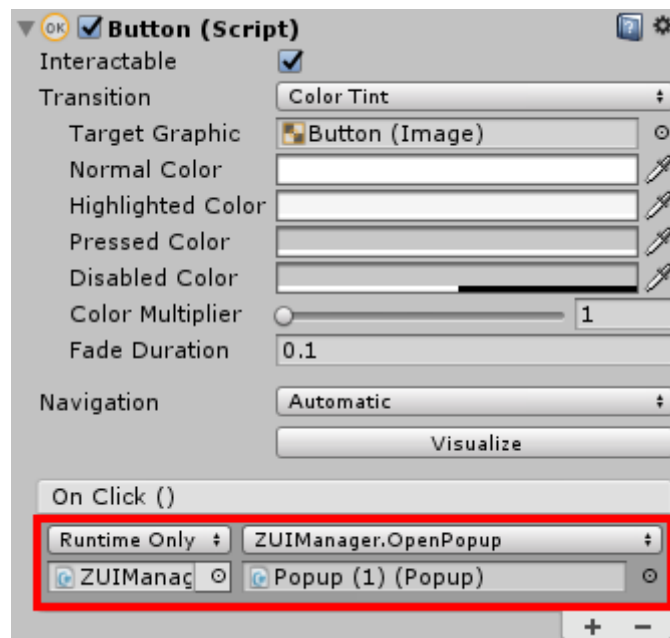 OK Button (Script)
Interactable
Transition Color Tint
Target Graphic Button (Image)
Normal Color
Highlighted Color
Pressed Color
Disabled Color
Color Multiplier 1
Fade Duration 0.1
Navigation Automatic
Visualize
On Click ()
Runtime Only ZUIManager.OpenPopup
ZUIManag Popup (1) (Popup)
+ −